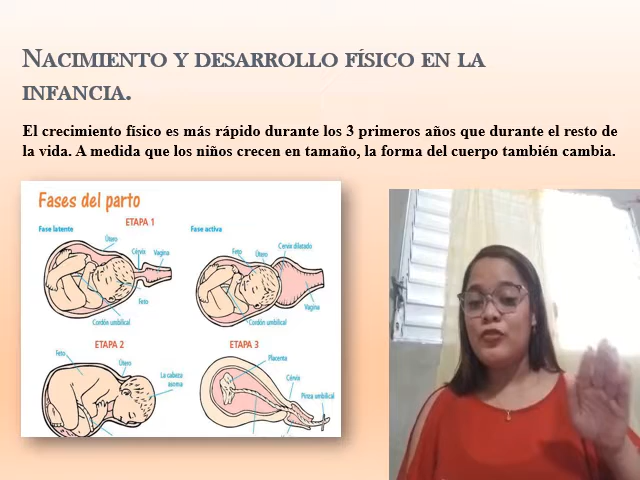 Nacimiento y desarrollo físico en la
infancia.
El crecimiento físico es más rápido durante los 3 primeros años que durante el resto de
la vida. A medida que los niños crecen en tamaño, la forma del cuerpo también cambia.
Fases del parto
ETAPA 1
Fase latente
Fase activa
Útero
Cérvix
Vagina
Feto
Cordón umbilical
Feto
Útero
Cervix dilatado
Vagina
Cordón umbilical
ETAPA 2
Feto
Útero
La cabeza
asoma
ETAPA 3
Placenta
Cérvix
Pinza umbilical